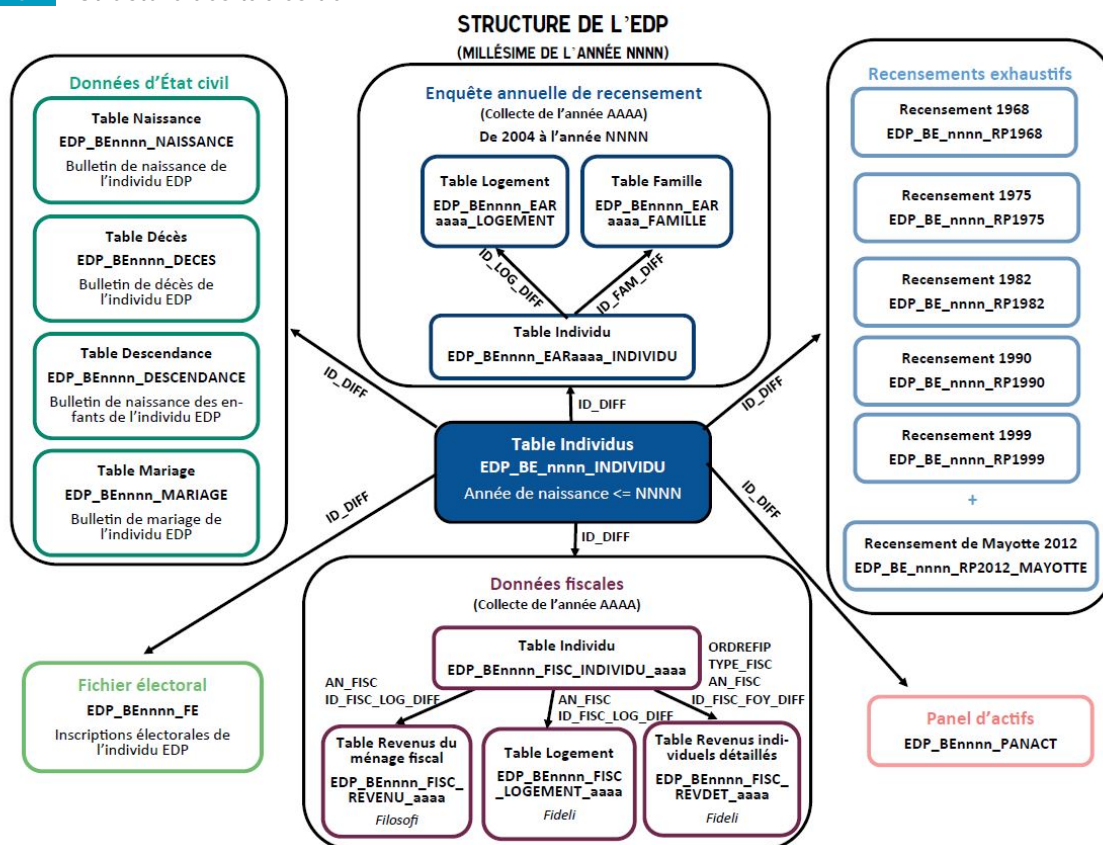 STRUCTURE DE L'EDP
(MILLÉSIME DE L'ANNÉE NNNN)
Données d'État civil
Table Naissance
EDP_BEnnnn_NAISSANCE
Bulletin de naissance de
l'individu EDP
Table Décès
EDP_BEnnnn_DECES
Bulletin de décès de
l'individu EDP
Table Descendance
EDP_BEnnnn_DESCENDANCE
Bulletin de naissance des en-
fants de l'individu EDP
Table Mariage
EDP_BEnnnn_MARIAGE
Bulletin de mariage de
l'individu EDP
Enquête annuelle de recensement
(Collecte de l'année AAAA)
De 2004 à l'année NNNN
Table Logement
EDP_BEnnnn_EAR
aaaa_LOGEMENT
Table Famille
EDP_BEnnnn_EAR
aaaa_FAMILLE
ID_LOG_DIFF
ID_FAM_DIFF
Table Individu
EDP_BEnnnn_EARaaaa_INDIVIDU
Recensements exhaustifs
Recensement 1968
EDP_BE_nnnn_RP1968
Recensement 1975
EDP_BE_nnnn_RP1975
Recensement 1982
EDP_BE_nnnn_RP1982
Recensement 1990
EDP_BE_nnnn_RP1990
Recensement 1999
EDP_BE_nnnn_RP1999
+
Recensement de Mayotte 2012
EDP_BE_nnnn_RP2012_MAYOTTE
ID_DIFF
ID_DIFF
ID_DIFF
Table Individus
EDP_BE_nnnn_INDIVIDU
Année de naissance <= NNNN
ID_DIFF
ID_DIFF
ID_DIFF
Données fiscales
(Collecte de l'année AAAA)
Table Individu
EDP_BEnnnn_FISC_INDIVIDU_aaaa
AN_FISC
ID_FISC_LOG_DIFF
AN_FISC
ID_FISC_LOG_DIFF
ORDREFIP
TYPE_FISC
AN_FISC
ID_FISC_FOY_DIFF
Table Revenus du
ménage fiscal
EDP_BEnnnn_FISC_
REVENU_aaaa
Filosofi
Table Logement
EDP_BEnnnn_FISC
_LOGEMENT_aaaa
Fideli
Table Revenus indi-
viduels détaillés
EDP_BEnnnn_FISC_
REVDET_aaaa
Fideli
Fichier électoral
EDP_BEnnnn_FE
Inscriptions électorales de
l'individu EDP
Panel d'actifs
EDP_BEnnnn_PANACT